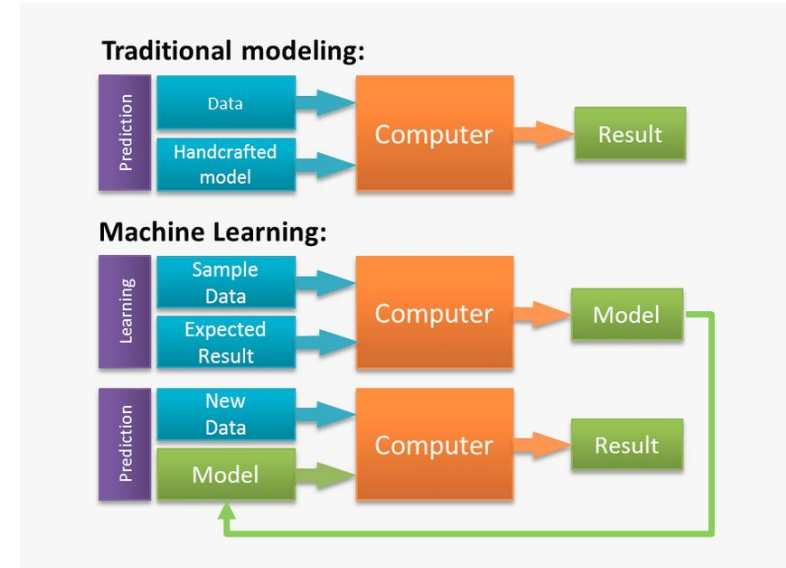 Traditional modeling:
Prediction
Data
Handcrafted
model
Computer
Result
Machine Learning:
Learning
Sample
Data
Expected
Result
Computer
Model
Prediction
New
Data
Model
Computer
Result